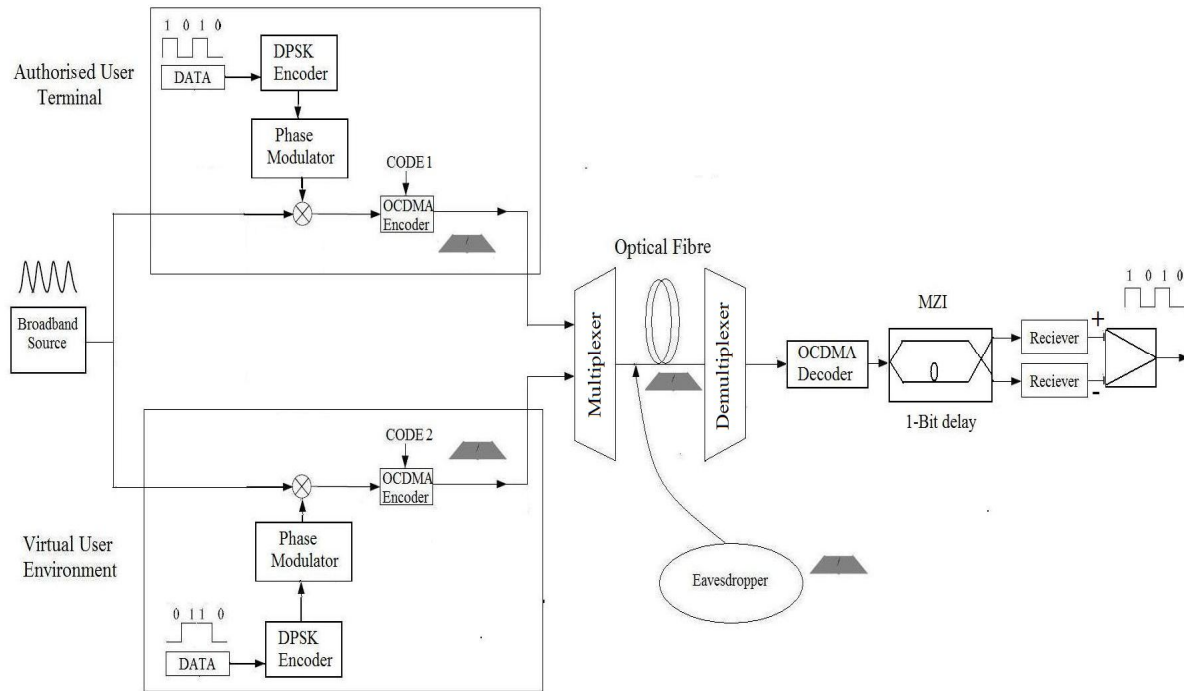 1 0 1 0
DATA
DPSK
Encoder
Authorised User
Terminal
Phase
Modulator
CODE 1
OCDMA
Encoder
Broadband
Source
Multiplexer
Optical Fibre
Demultiplexer
OCDMA
Decoder
MZI
1-Bit delay
Reciever
+
Reciever
-
1 0 1 0
CODE 2
OCDMA
Encoder
Virtual User
Environment
Phase
Modulator
0 1 1 0
DATA
DPSK
Encoder
Eavesdropper